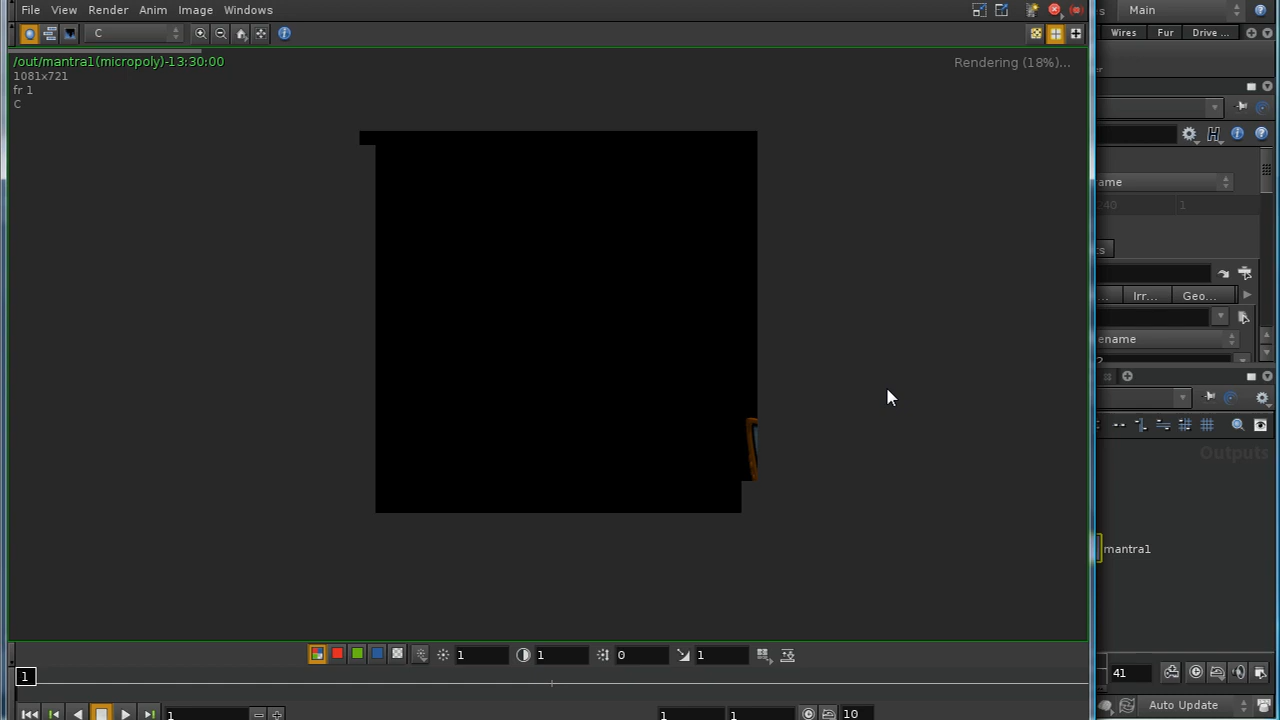 File View Render Anim Image Windows
Main
C
Wires Fur Drive ...
/out/mantra1(micropoly)-13:30:00
Rendering (18%)...
1081x721
fr 1
C
ame
240 1
s
... Irr... Geo...
ename
Outputs
mantra1
1 1 0 1
41
1
1 1 1 10
Auto Update